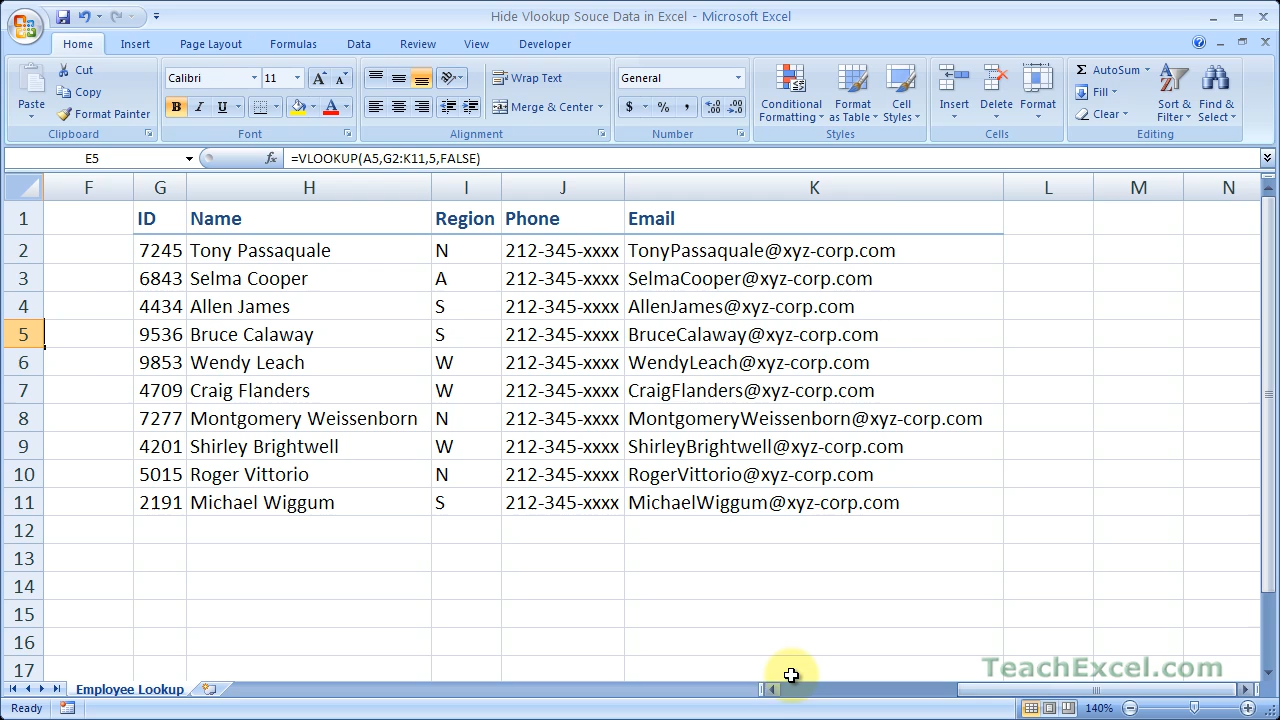 Hide Vlookup Souce Data in Excel - Microsoft Excel
Home Insert Page Layout Formulas Data Review View Developer
Paste Cut Copy Format Painter Clipboard
Calibri 11 A A B I U A Font
Wrap Text Merge & Center Alignment
General $ % , Number
Conditional Formatting Format as Table Cell Styles Styles
Insert Delete Format Cells
Σ AutoSum Fill Clear Sort & Filter Find & Select Editing
E5 fx =VLOOKUP(A5,G2:K11,5,FALSE)
F G H I J K L M N
1 ID Name Region Phone Email
2 7245 Tony Passaquale N 212-345-xxxx TonyPassaquale@xyz-corp.com
3 6843 Selma Cooper A 212-345-xxxx SelmaCooper@xyz-corp.com
4 4434 Allen James S 212-345-xxxx AllenJames@xyz-corp.com
5 9536 Bruce Calaway S 212-345-xxxx BruceCalaway@xyz-corp.com
6 9853 Wendy Leach W 212-345-xxxx WendyLeach@xyz-corp.com
7 4709 Craig Flanders W 212-345-xxxx CraigFlanders@xyz-corp.com
8 7277 Montgomery Weissenborn N 212-345-xxxx MontgomeryWeissenborn@xyz-corp.com
9 4201 Shirley Brightwell W 212-345-xxxx ShirleyBrightwell@xyz-corp.com
10 5015 Roger Vittorio N 212-345-xxxx RogerVittorio@xyz-corp.com
11 2191 Michael Wiggum S 212-345-xxxx MichaelWiggum@xyz-corp.com
12
13
14
15
16
17
TeachExcel.com
Employee Lookup
Ready 140%